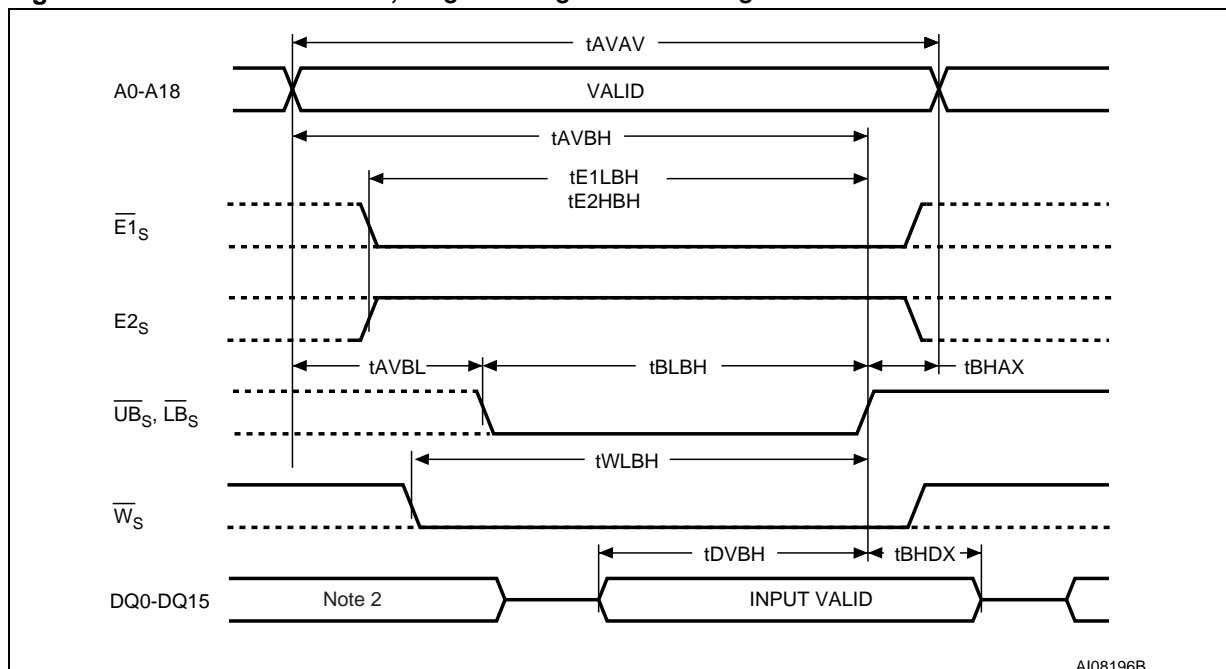 tAVAV
A0-A18
VALID
tAVBH
tE1LBH
tE2HBH
E1S
E2S
tAVBL
tBLBH
tBHAX
UBS, LBS
tWLBH
WS
tDVBH
tBHDX
DQ0-DQ15
Note 2
INPUT VALID
AI08196B